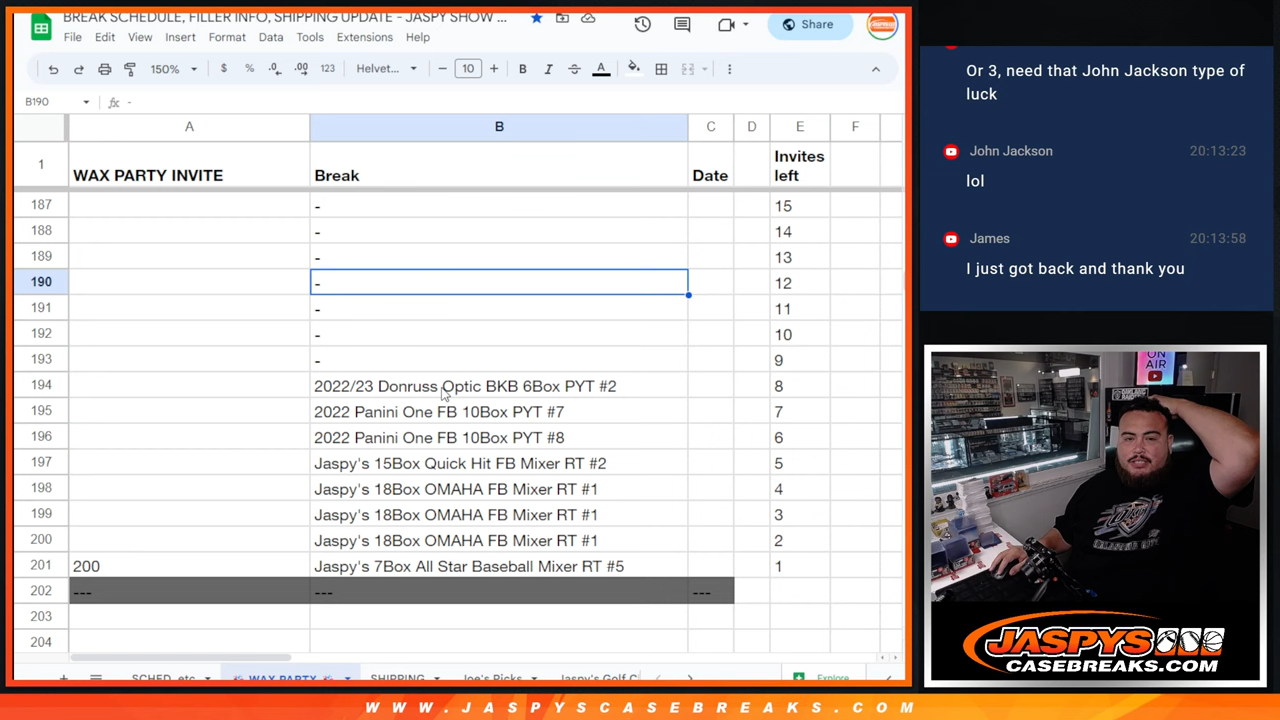 BREAK SCHEDULE, FILLER INFO, SHIPPING UPDATE - JASPY SHOW ...
File Edit View Insert Format Data Tools Extensions Help
Share
150% $ % .0 .00 123 Helvet... - 10 + B I A
B190 fx -
A B C D E F
1 WAX PARTY INVITE Break Date Invites left
187 - 15
188 - 14
189 - 13
190 - 12
191 - 11
192 - 10
193 - 9
194 2022/23 Donruss Optic BKB 6Box PYT #2 8
195 2022 Panini One FB 10Box PYT #7 7
196 2022 Panini One FB 10Box PYT #8 6
197 Jaspy's 15Box Quick Hit FB Mixer RT #2 5
198 Jaspy's 18Box OMAHA FB Mixer RT #1 4
199 Jaspy's 18Box OMAHA FB Mixer RT #1 3
200 Jaspy's 18Box OMAHA FB Mixer RT #1 2
201 200 Jaspy's 7Box All Star Baseball Mixer RT #5 1
202 --- --- ---
203
204
SCHED, etc WAX PARTY SHIPPING Joe's Picks Jaspy's Golf C Explore
Or 3, need that John Jackson type of
luck
John Jackson 20:13:23
lol
James 20:13:58
I just got back and thank you
ON
AIR
JASPYS
CASEBREAKS.COM
WWW.JASPYSCASEBREAKS.COM